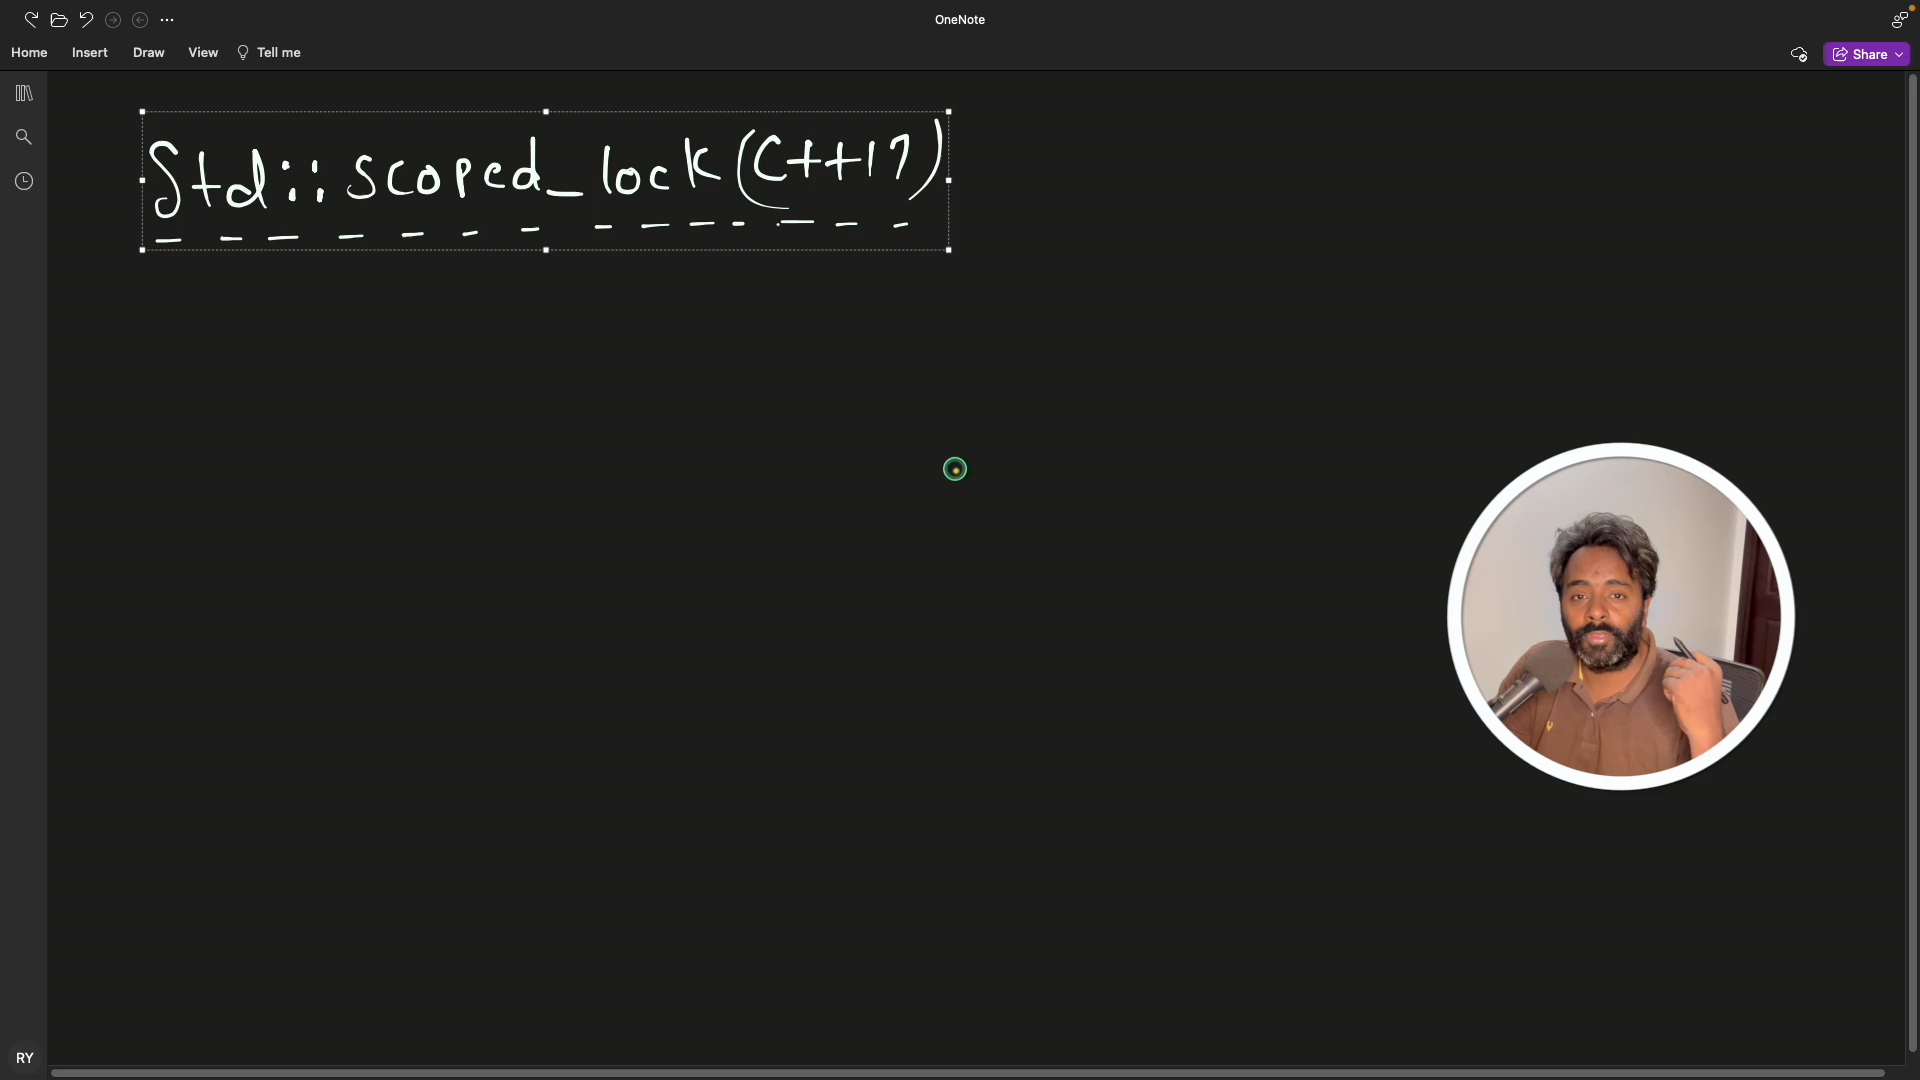 OneNote
Home Insert Draw View Tell me
Share
Std::scoped_lock(C++17)
RY